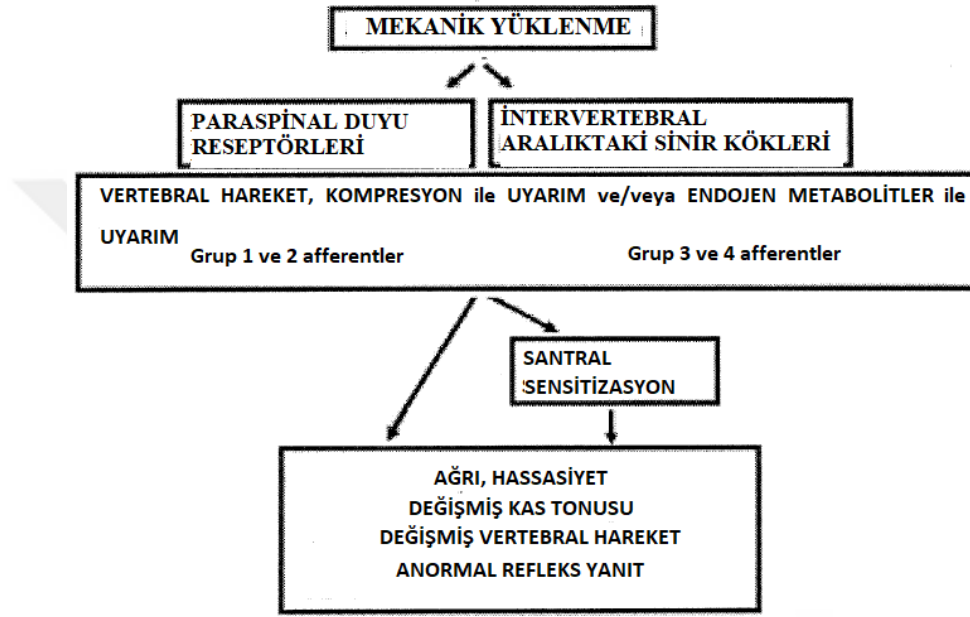 MEKANİK YÜKLENME
PARASPİNAL DUYU
RESEPTÖRLERİ
İNTERVERTEBRAL
ARALIKTAKİ SİNİR KÖKLERİ
VERTEBRAL HAREKET, KOMPRESYON ile UYARIM ve/veya ENDOJEN METABOLİTLER ile
UYARIM
Grup 1 ve 2 afferentler
Grup 3 ve 4 afferentler
SANTRAL
SENSİTİZASYON
AĞRI, HASSASİYET
DEĞİŞMİŞ KAS TONUSU
DEĞİŞMİŞ VERTEBRAL HAREKET
ANORMAL REFLEKS YANIT